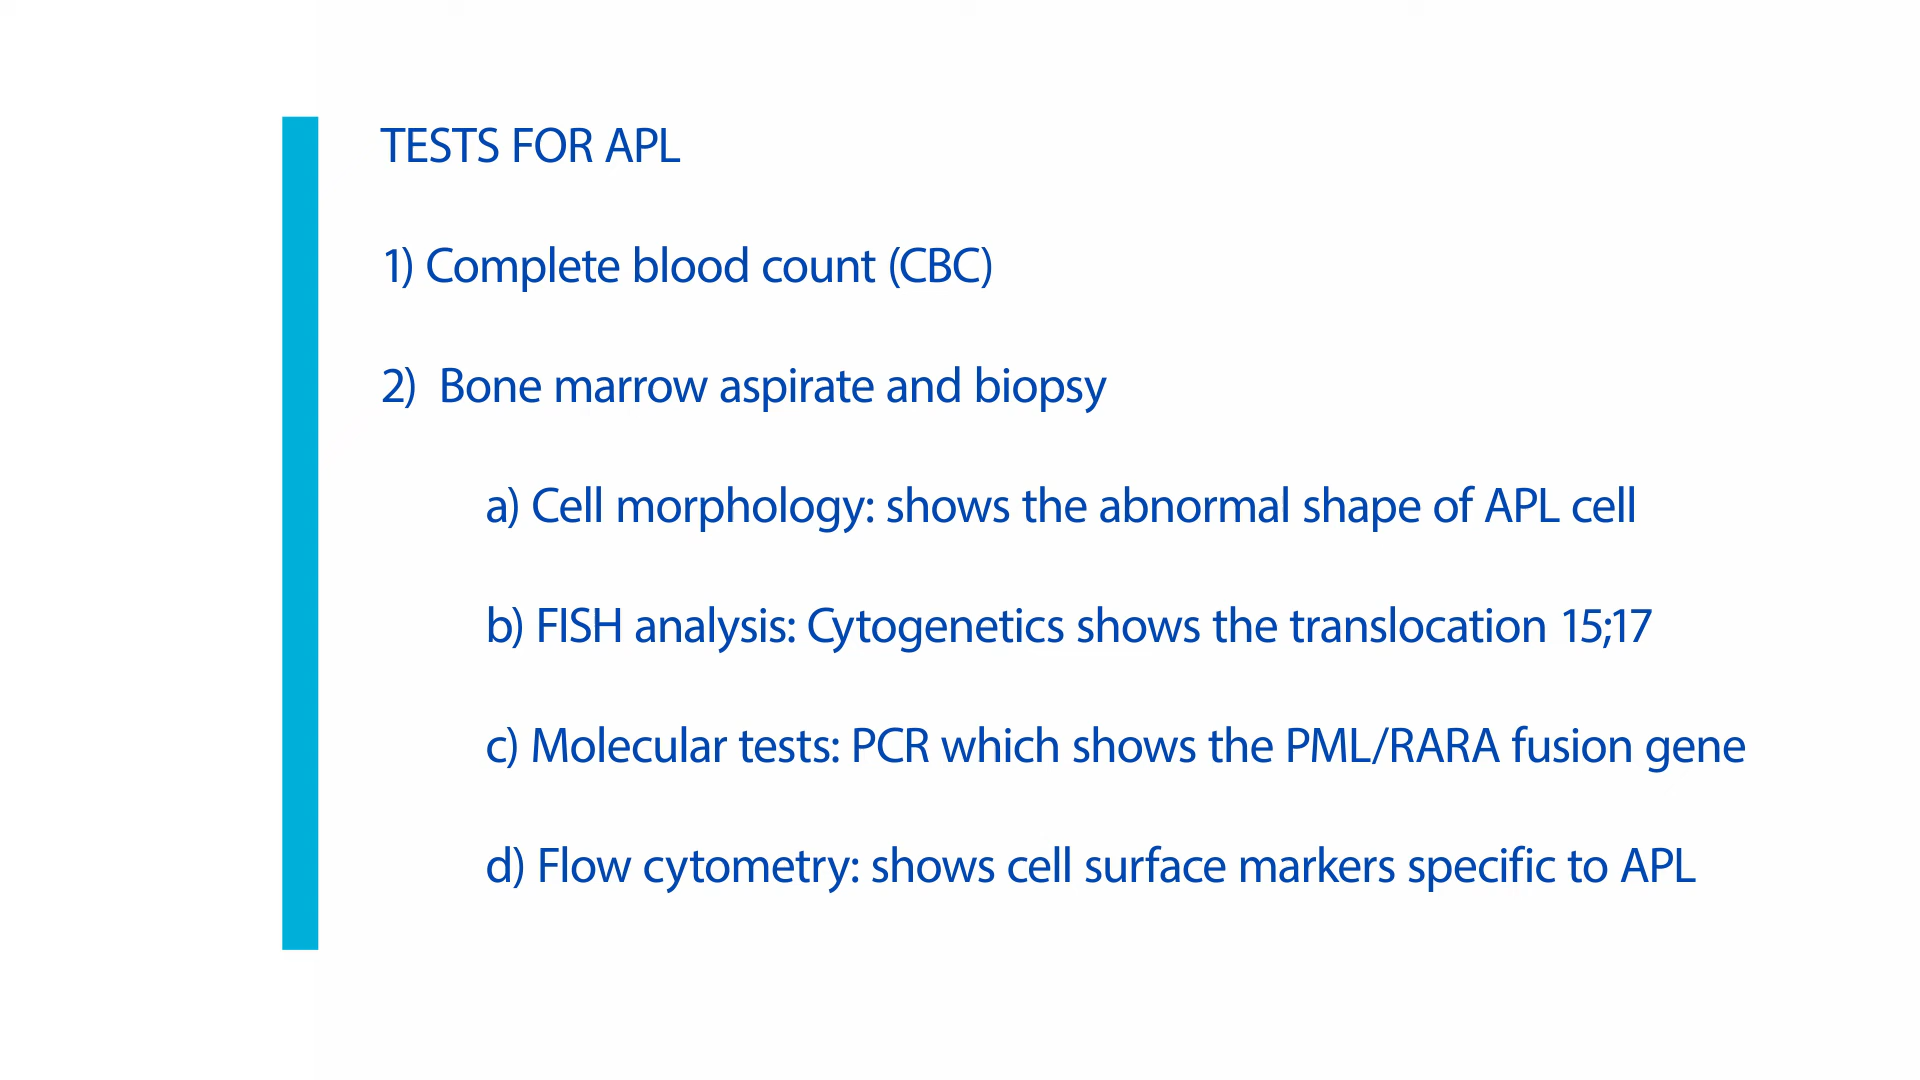 TESTS FOR APL
1) Complete blood count (CBC)
2) Bone marrow aspirate and biopsy
a) Cell morphology: shows the abnormal shape of APL cell
b) FISH analysis: Cytogenetics shows the translocation 15;17
c) Molecular tests: PCR which shows the PML/RARA fusion gene
d) Flow cytometry: shows cell surface markers specific to APL